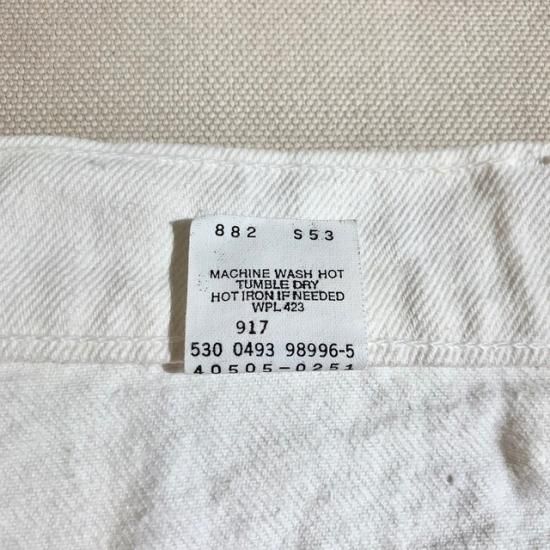 882 S53
MACHINE WASH HOT
TUMBLE DRY
HOT IRON IF NEEDED
WPL 423
917
530 0493 98996-5
40505-0251